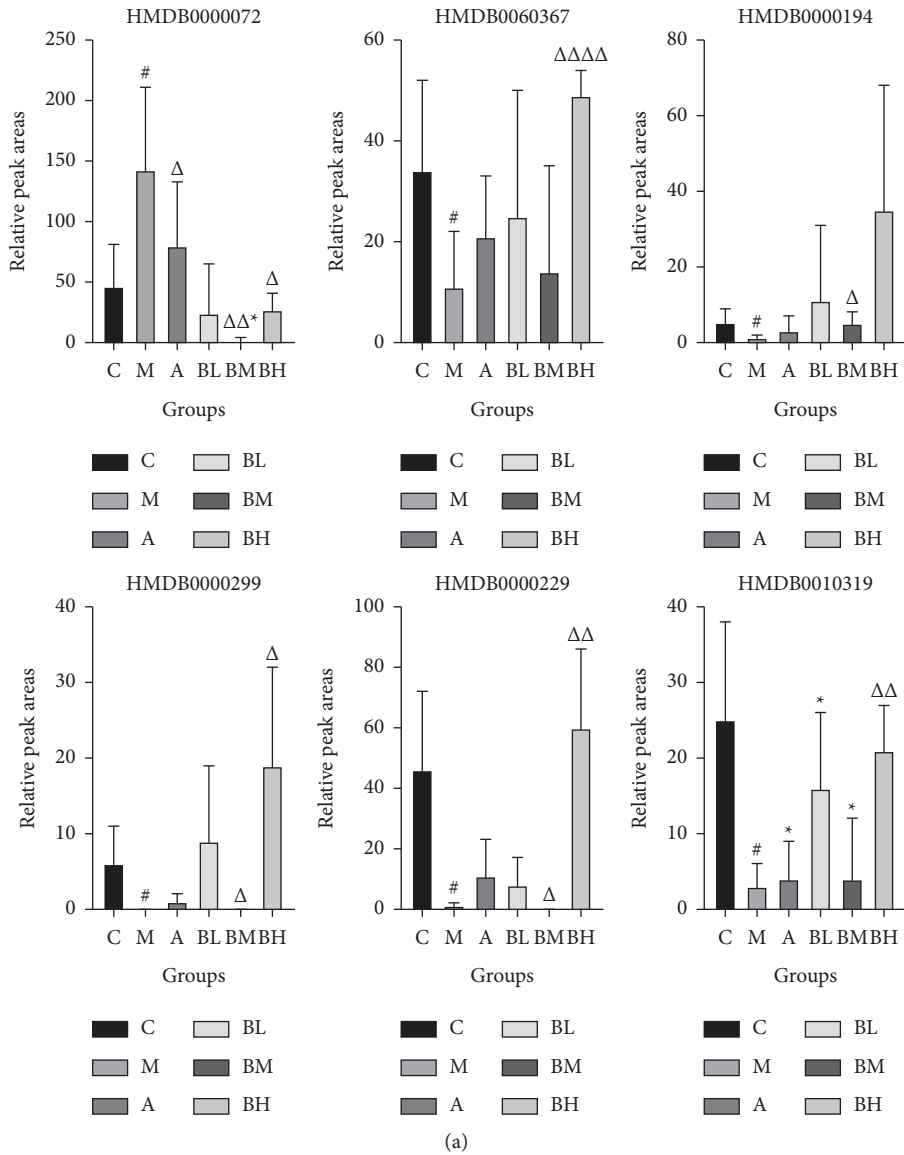 HMDB0000072
Relative peak areas
250
200
150
100
50
0
#
Δ
ΔΔ*
Δ
C M A BL BM BH
Groups
C BL
M BM
A BH
HMDB0060367
Relative peak areas
60
40
20
0
#
ΔΔΔΔ
C M A BL BM BH
Groups
C BL
M BM
A BH
HMDB0000194
Relative peak areas
80
60
40
20
0
#
Δ
C M A BL BM BH
Groups
C BL
M BM
A BH
HMDB0000299
Relative peak areas
40
30
20
10
0
#
Δ
Δ
C M A BL BM BH
Groups
C BL
M BM
A BH
HMDB0000229
Relative peak areas
100
80
60
40
20
0
#
Δ
ΔΔ
C M A BL BM BH
Groups
C BL
M BM
A BH
HMDB0010319
Relative peak areas
40
30
20
10
0
#
*
*
*
ΔΔ
C M A BL BM BH
Groups
C BL
M BM
A BH
(a)